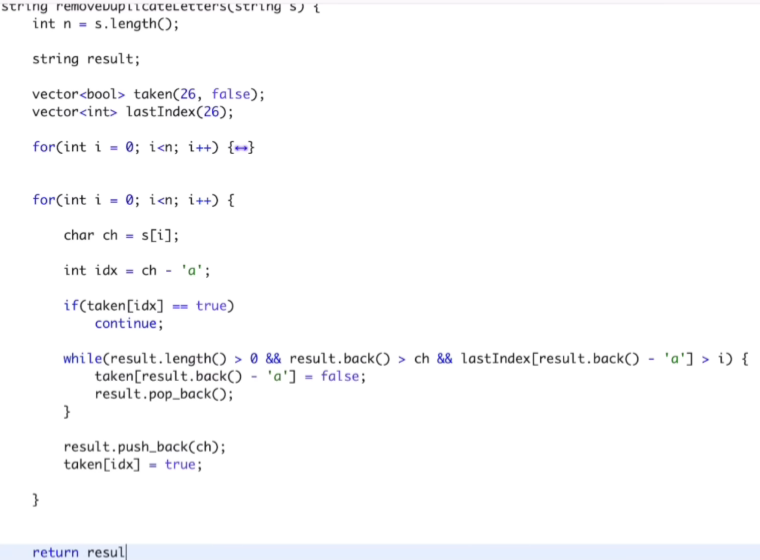 string removeDuplicateLetters(string s) {
int n = s.length();
string result;
vector<bool> taken(26, false);
vector<int> lastIndex(26);
for(int i = 0; i<n; i++) {↔}
for(int i = 0; i<n; i++) {
char ch = s[i];
int idx = ch - 'a';
if(taken[idx] == true)
continue;
while(result.length() > 0 && result.back() > ch && lastIndex[result.back() - 'a'] > i) {
taken[result.back() - 'a'] = false;
result.pop_back();
}
result.push_back(ch);
taken[idx] = true;
}
return resul